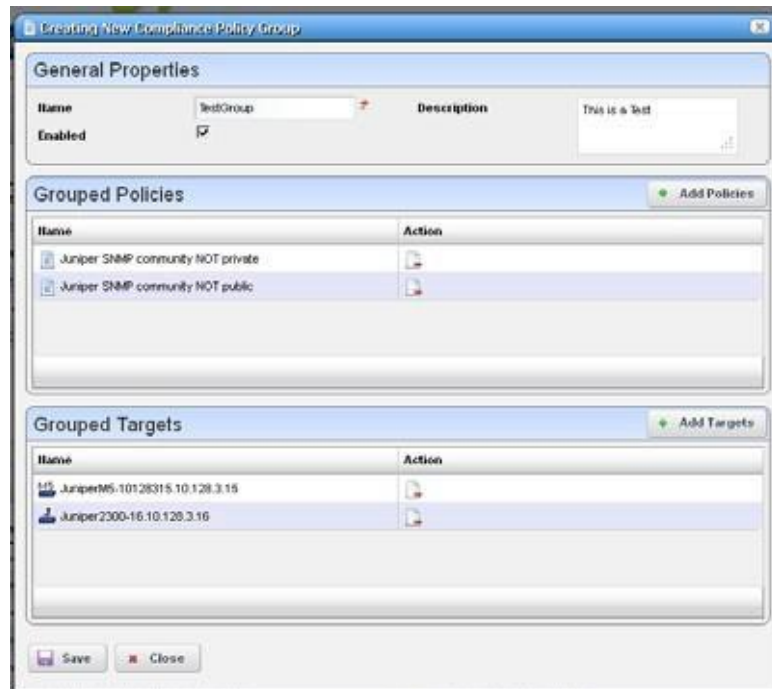 Creating New Compliance Policy Group
General Properties
Name TestGroup * Description This is a Test
Enabled
Grouped Policies Add Policies
Name Action
Juniper SNMP community NOT private
Juniper SNMP community NOT public
Grouped Targets Add Targets
Name Action
JuniperM5-10128315.10.128.3.15
Juniper2300-16.10.128.3.16
Save Close